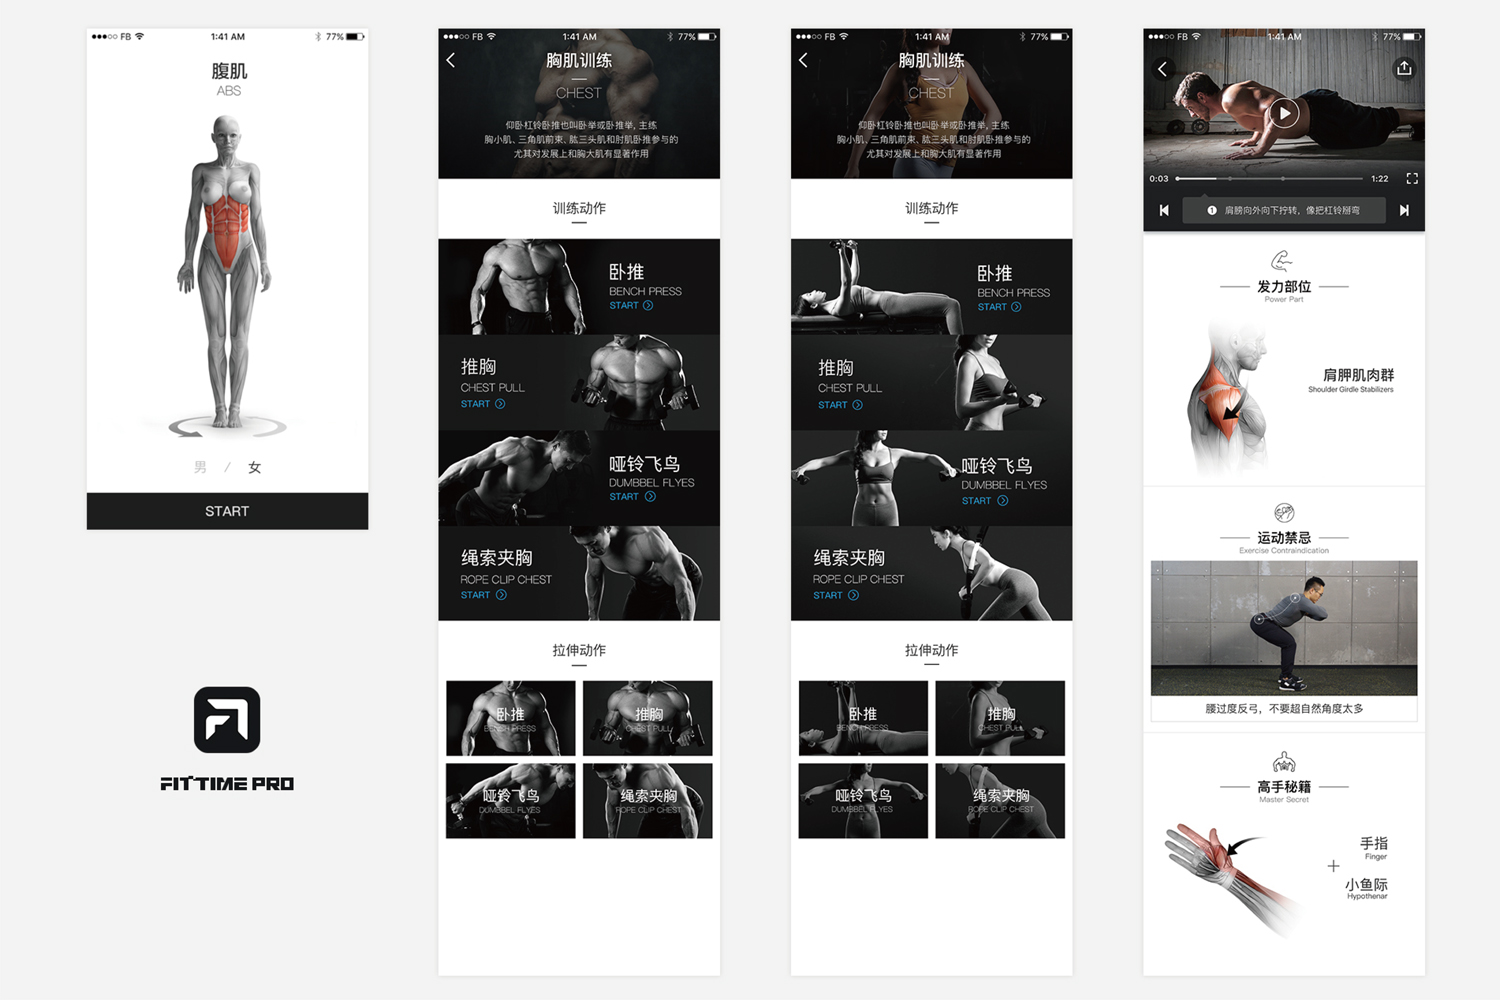 FB
1:41 AM
77%
腹肌
ABS
男 / 女
START
FIT TIME PRO
FB
1:41 AM
77%
胸肌训练
CHEST
仰卧杠铃卧推也叫卧举或卧推举, 主练
胸小肌、三角肌前束、肱三头肌和肘肌卧推参与的
尤其对发展上和胸大肌有显著作用
训练动作
卧推
BENCH PRESS
START
推胸
CHEST PULL
START
哑铃飞鸟
DUMBBEL FLYES
START
绳索夹胸
ROPE CLIP CHEST
START
拉伸动作
卧推
BENCH PRESS
推胸
CHEST PULL
哑铃飞鸟
DUMBBEL FLYES
绳索夹胸
ROPE CLIP CHEST
FB
1:41 AM
77%
胸肌训练
CHEST
仰卧杠铃卧推也叫卧举或卧推举, 主练
胸小肌、三角肌前束、肱三头肌和肘肌卧推参与的
尤其对发展上和胸大肌有显著作用
训练动作
卧推
BENCH PRESS
START
推胸
CHEST PULL
START
哑铃飞鸟
DUMBBEL FLYES
START
绳索夹胸
ROPE CLIP CHEST
START
拉伸动作
卧推
BENCH PRESS
推胸
CHEST PULL
哑铃飞鸟
DUMBBEL FLYES
绳索夹胸
ROPE CLIP CHEST
FB
1:41 AM
77%
0:03
1:22
1 肩膀向外向下拧转, 像把杠铃掰弯
发力部位
Power Part
肩胛肌肉群
Shoulder Girdle Stabilizers
运动禁忌
Exercise Contraindication
腰过度反弓, 不要超自然角度太多
高手秘籍
Master Secret
手指
Finger
+
小鱼际
Hypothenar